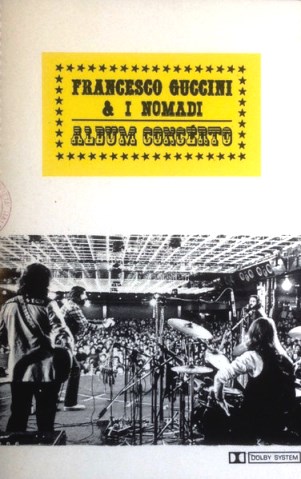 FRANCESCO GUCCINI
& I NOMADI
ALBUM CONCERTO
DOLBY SYSTEM